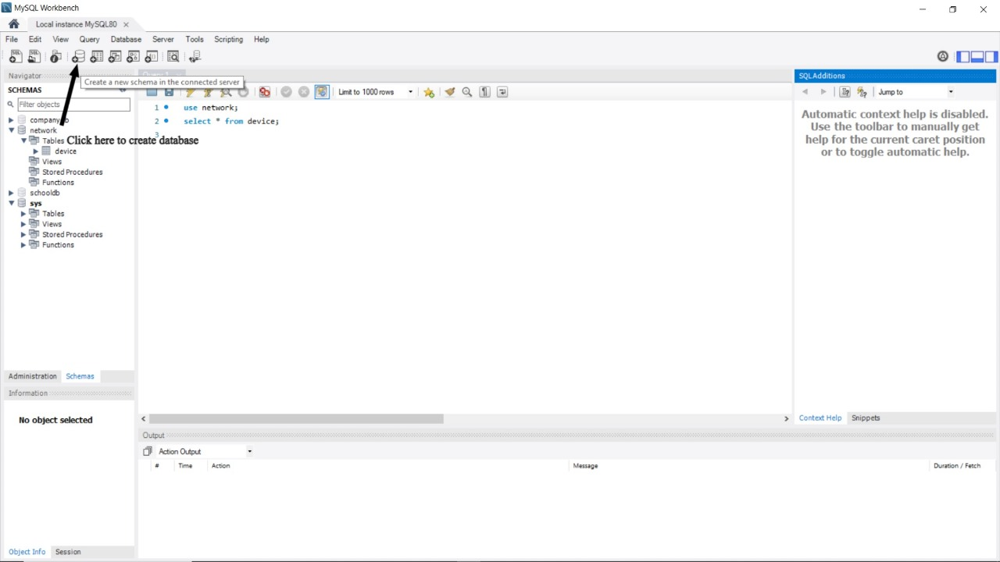 MySQL Workbench
Local instance MySQL80
File Edit View Query Database Server Tools Scripting Help
Navigator
SCHEMAS
Filter objects
network
Tables
device
Views
Stored Procedures
Functions
schooldb
sys
Tables
Views
Stored Procedures
Functions
Administration Schemas
Information
No object selected
Object Info Session
Create a new schema in the connected server
Click here to create database
Limit to 1000 rows
1 use network;
2 select * from device;
3
Output
Action Output
# Time Action Message Duration / Fetch
SQLAdditions
Jump to
Automatic context help is disabled.
Use the toolbar to manually get
help for the current caret position
or to toggle automatic help.
Context Help Snippets